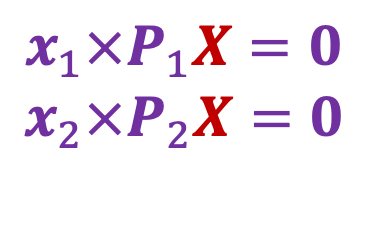 x₁×P₁X = 0
x₂×P₂X = 0